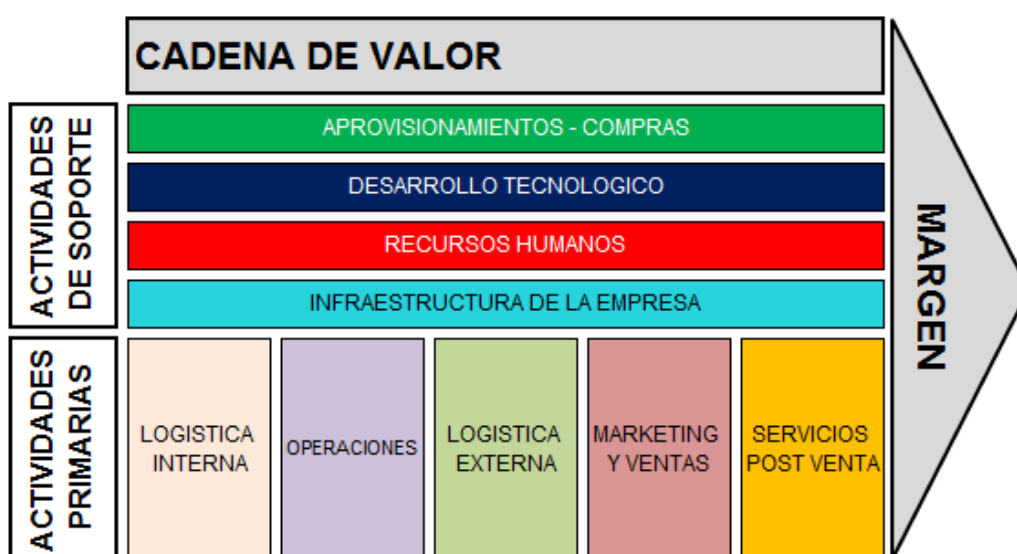 CADENA DE VALOR
ACTIVIDADES
DE SOPORTE
APROVISIONAMIENTOS - COMPRAS
DESARROLLO TECNOLOGICO
RECURSOS HUMANOS
INFRAESTRUCTURA DE LA EMPRESA
ACTIVIDADES
PRIMARIAS
LOGISTICA
INTERNA
OPERACIONES
LOGISTICA
EXTERNA
MARKETING
Y VENTAS
SERVICIOS
POST VENTA
MARGEN